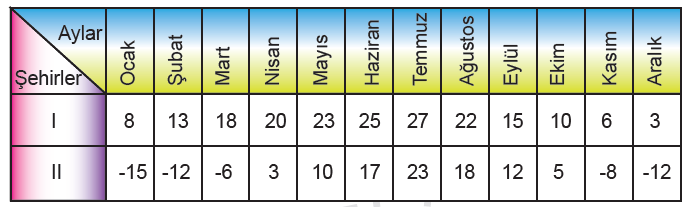 Aylar
Şehirler
Ocak Şubat Mart Nisan Mayıs Haziran Temmuz Ağustos Eylül Ekim Kasım Aralık
I 8 13 18 20 23 25 27 22 15 10 6 3
II -15 -12 -6 3 10 17 23 18 12 5 -8 -12